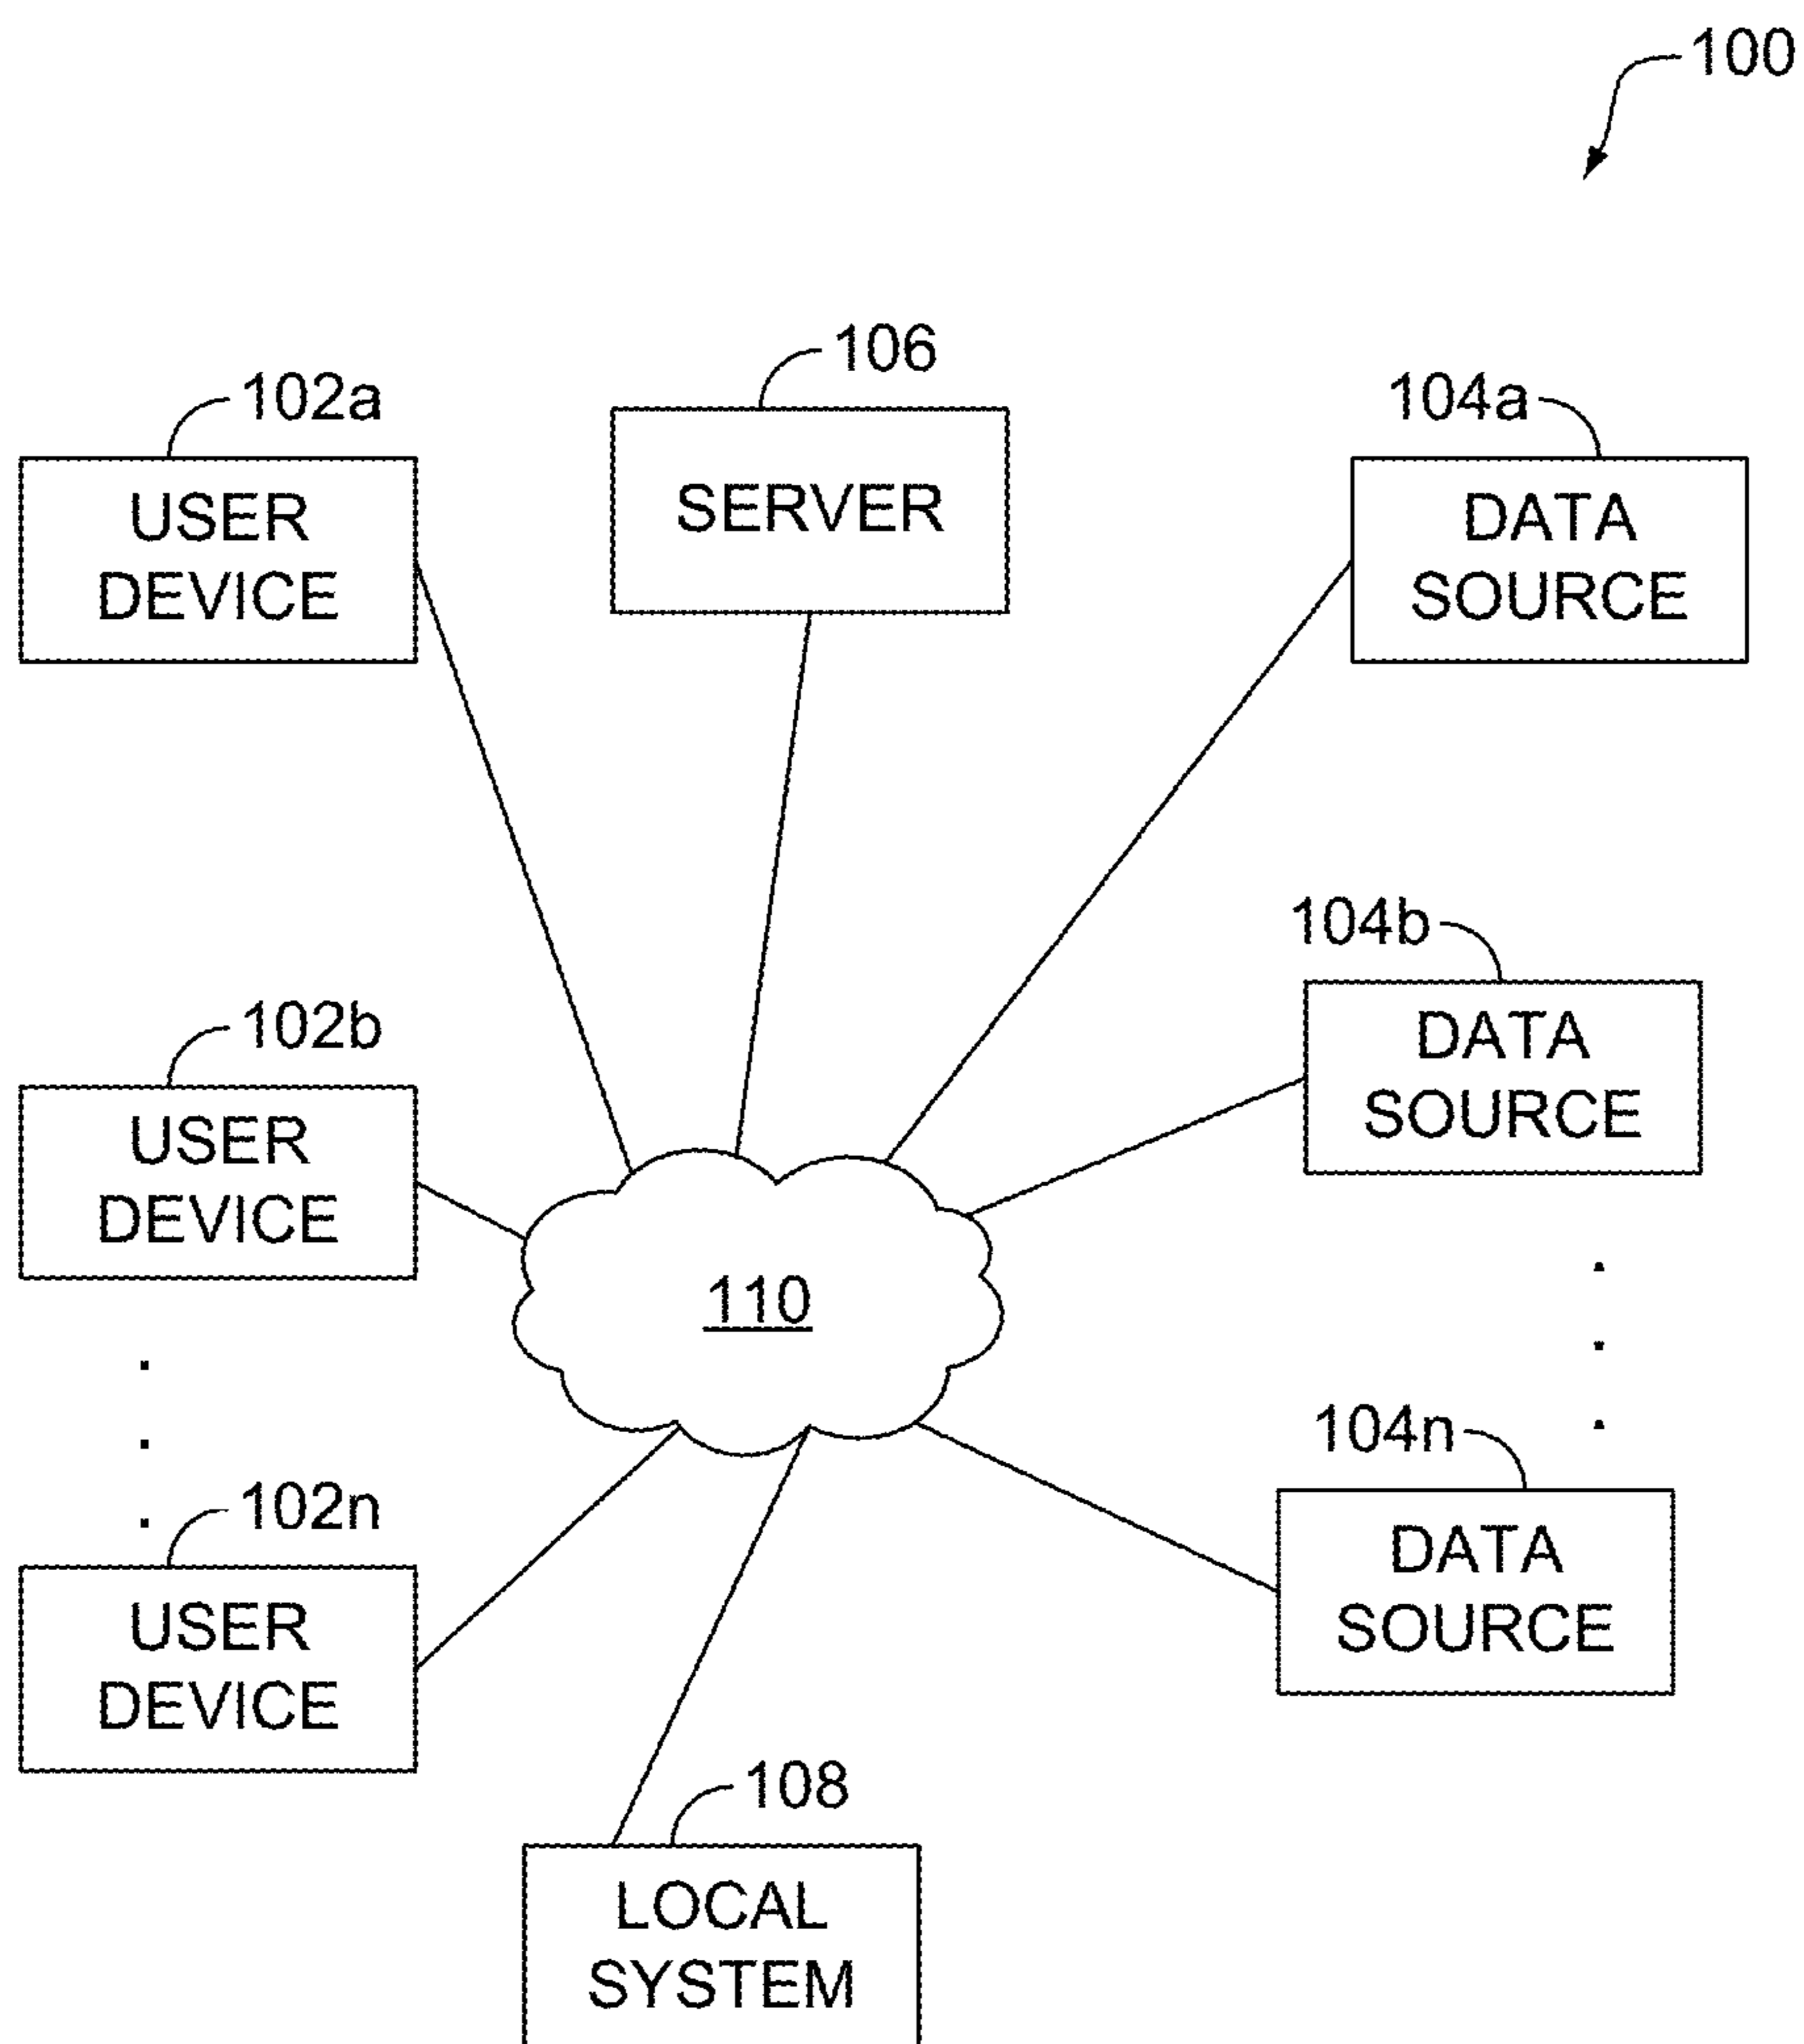 100
106
102a
104a
USER
DEVICE
SERVER
DATA
SOURCE
104b
102b
DATA
SOURCE
USER
DEVICE
110
104n
102n
DATA
SOURCE
USER
DEVICE
108
LOCAL
SYSTEM